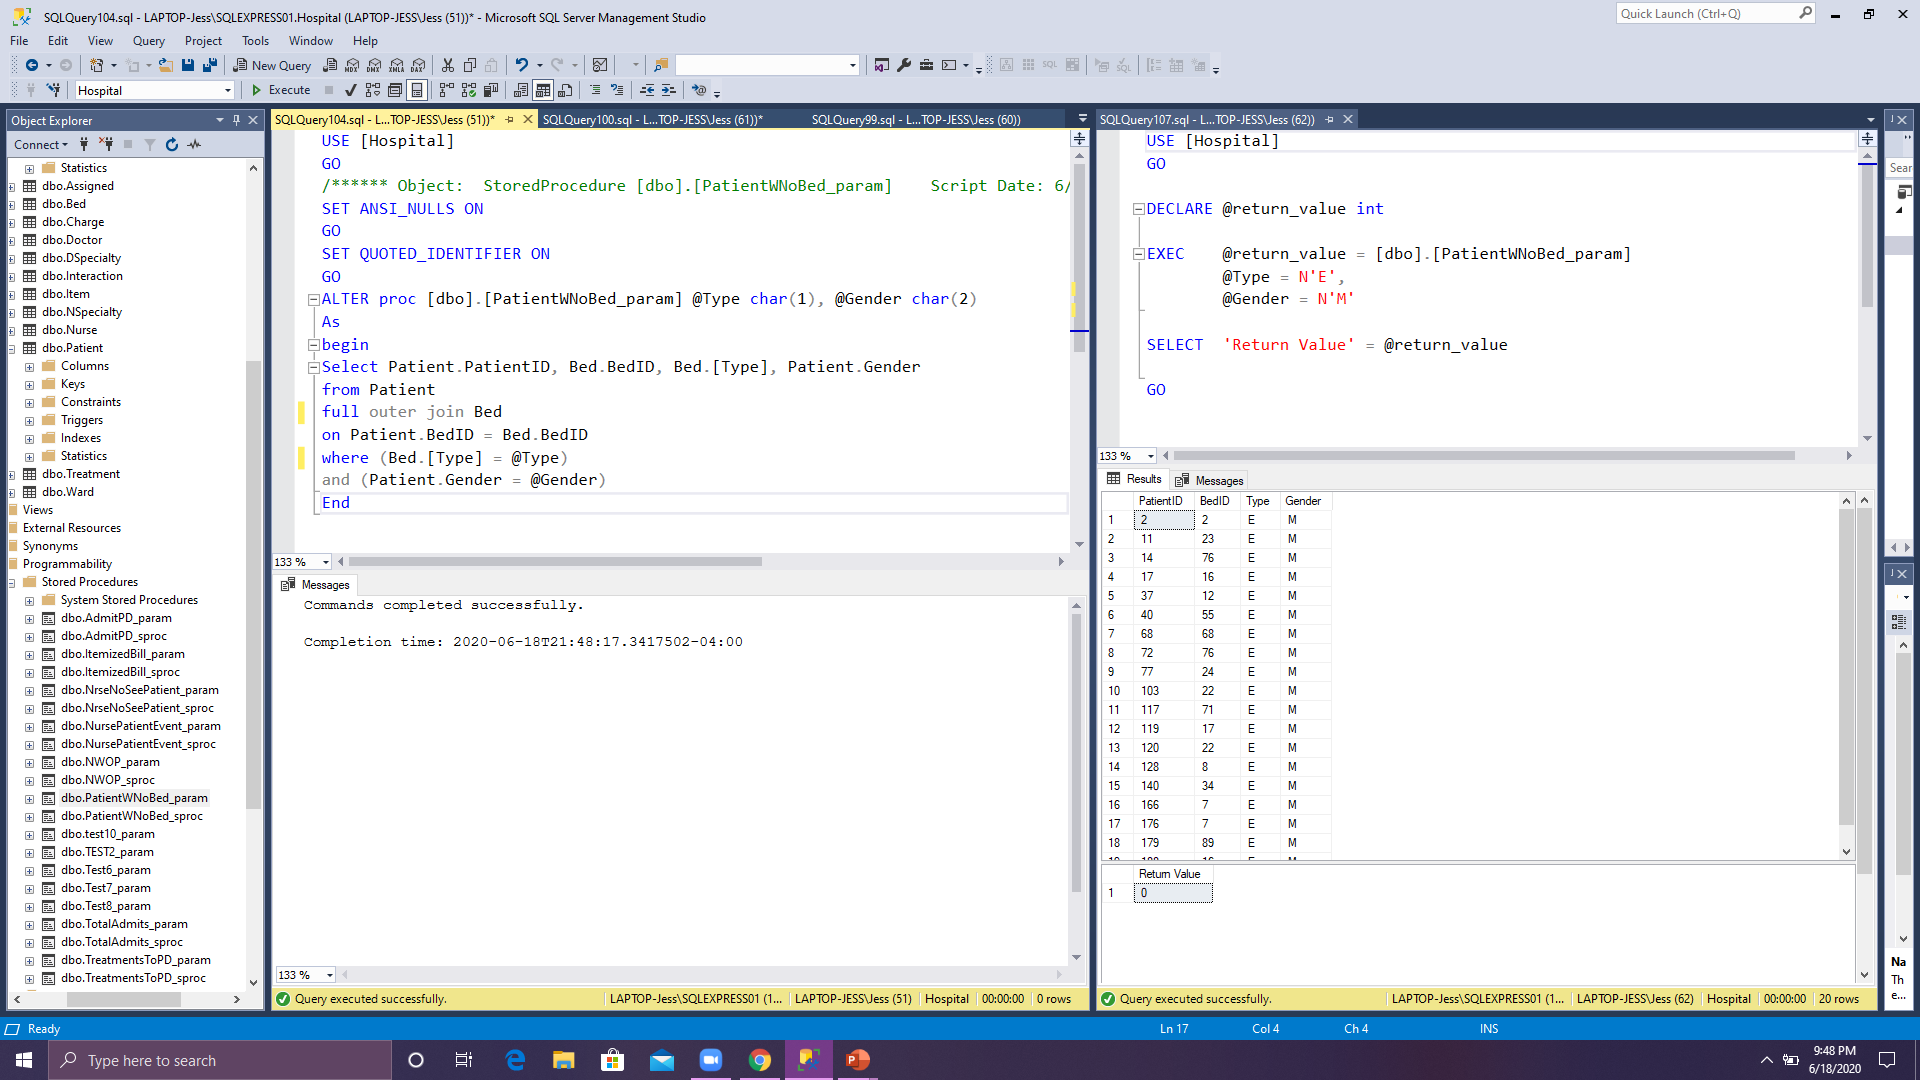 SQLQuery104.sql - LAPTOP-Jess\SQLEXPRESS01.Hospital (LAPTOP-JESS\Jess (51))* - Microsoft SQL Server Management Studio
Quick Launch (Ctrl+Q)
File Edit View Query Project Tools Window Help
New Query
MDX DMX XMLA DAX
Hospital
Execute
Object Explorer
Connect
Statistics
dbo.Assigned
dbo.Bed
dbo.Charge
dbo.Doctor
dbo.DSpecialty
dbo.Interaction
dbo.Item
dbo.NSpecialty
dbo.Nurse
dbo.Patient
Columns
Keys
Constraints
Triggers
Indexes
Statistics
dbo.Treatment
dbo.Ward
Views
External Resources
Synonyms
Programmability
Stored Procedures
System Stored Procedures
dbo.AdmitPD_param
dbo.AdmitPD_sproc
dbo.ItemizedBill_param
dbo.ItemizedBill_sproc
dbo.NrseNoSeePatient_param
dbo.NrseNoSeePatient_sproc
dbo.NursePatientEvent_param
dbo.NursePatientEvent_sproc
dbo.NWOP_param
dbo.NWOP_sproc
dbo.PatientWNoBed_param
dbo.PatientWNoBed_sproc
dbo.test10_param
dbo.TEST2_param
dbo.Test6_param
dbo.Test7_param
dbo.Test8_param
dbo.TotalAdmits_param
dbo.TotalAdmits_sproc
dbo.TreatmentsToPD_param
dbo.TreatmentsToPD_sproc
SQLQuery104.sql - L...TOP-JESS\Jess (51))* SQLQuery100.sql - L...TOP-JESS\Jess (61))* SQLQuery99.sql - L...TOP-JESS\Jess (60))
USE [Hospital]
GO
/****** Object:  StoredProcedure [dbo].[PatientWNoBed_param]    Script Date: 6/
SET ANSI_NULLS ON
GO
SET QUOTED_IDENTIFIER ON
GO
ALTER proc [dbo].[PatientWNoBed_param] @Type char(1), @Gender char(2)
As
begin
Select Patient.PatientID, Bed.BedID, Bed.[Type], Patient.Gender
from Patient
full outer join Bed
on Patient.BedID = Bed.BedID
where (Bed.[Type] = @Type)
and (Patient.Gender = @Gender)
End
133 %
Messages
Commands completed successfully.
Completion time: 2020-06-18T21:48:17.3417502-04:00
133 %
Query executed successfully. LAPTOP-Jess\SQLEXPRESS01 (1... LAPTOP-JESS\Jess (51) Hospital 00:00:00 0 rows
SQLQuery107.sql - L...TOP-JESS\Jess (62))
USE [Hospital]
GO
DECLARE @return_value int
EXEC @return_value = [dbo].[PatientWNoBed_param]
@Type = N'E',
@Gender = N'M'
SELECT 'Return Value' = @return_value
GO
133 %
Results Messages
PatientID BedID Type Gender
1 2 2 E M
2 11 23 E M
3 14 76 E M
4 17 16 E M
5 37 12 E M
6 40 55 E M
7 68 68 E M
8 72 76 E M
9 77 24 E M
10 103 22 E M
11 117 71 E M
12 119 17 E M
13 120 22 E M
14 128 8 E M
15 140 34 E M
16 166 7 E M
17 176 7 E M
18 179 89 E M
Return Value
1 0
Query executed successfully. LAPTOP-Jess\SQLEXPRESS01 (1... LAPTOP-JESS\Jess (62) Hospital 00:00:00 20 rows
Sear
Na
Th
e...
Ready Ln 17 Col 4 Ch 4 INS
Type here to search
9:48 PM
6/18/2020